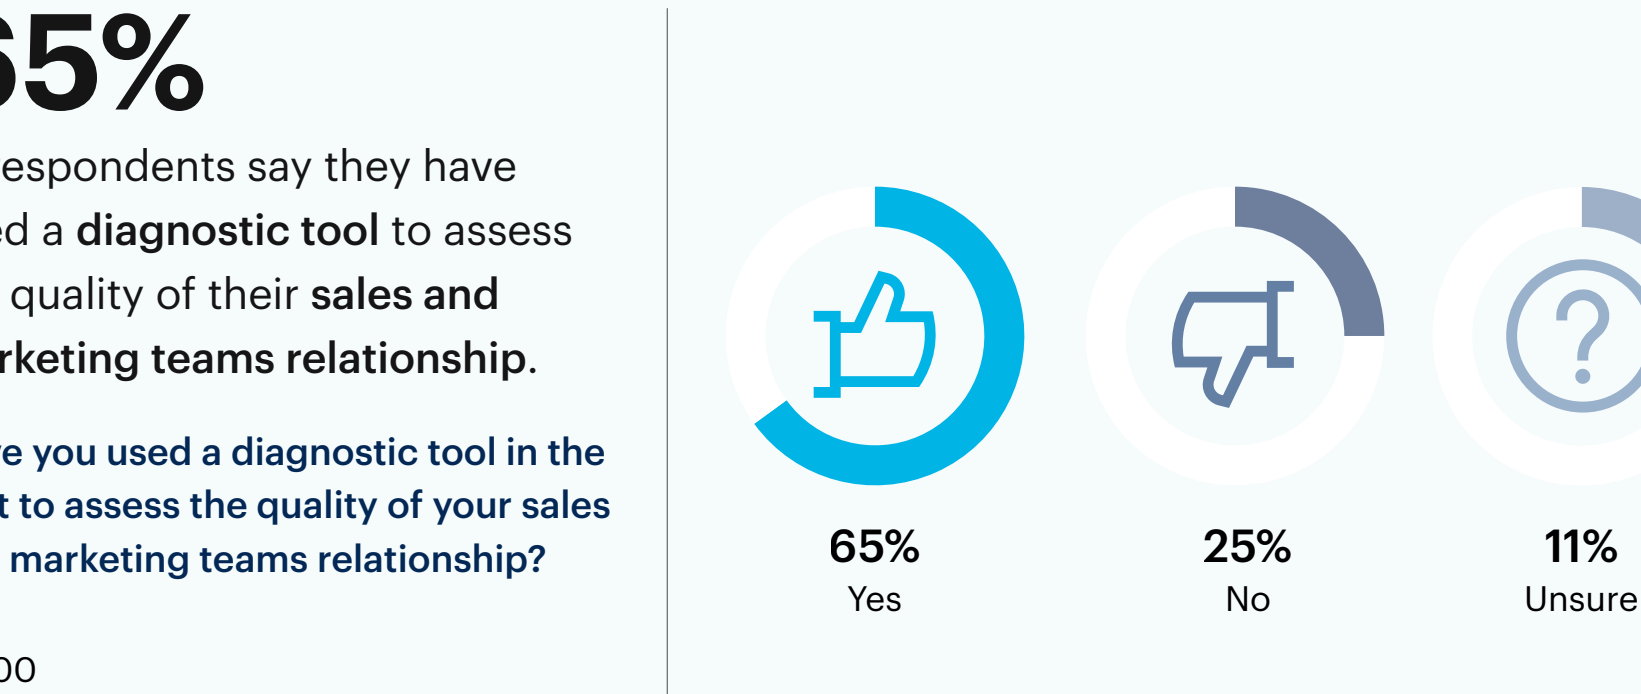 65%
espondents say they have
ed a diagnostic tool to assess
quality of their sales and
rketing teams relationship.
ve you used a diagnostic tool in the
t to assess the quality of your sales
marketing teams relationship?
00
65%
Yes
25%
No
11%
Unsure